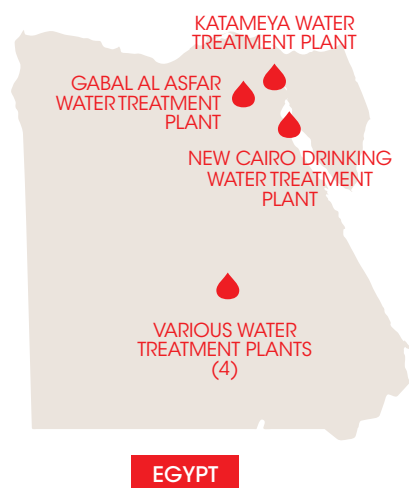 KATAMEYA WATER
TREATMENT PLANT
GABAL AL ASFAR
WATER TREATMENT
PLANT
NEW CAIRO DRINKING
WATER TREATMENT
PLANT
VARIOUS WATER
TREATMENT PLANTS
(4)
EGYPT